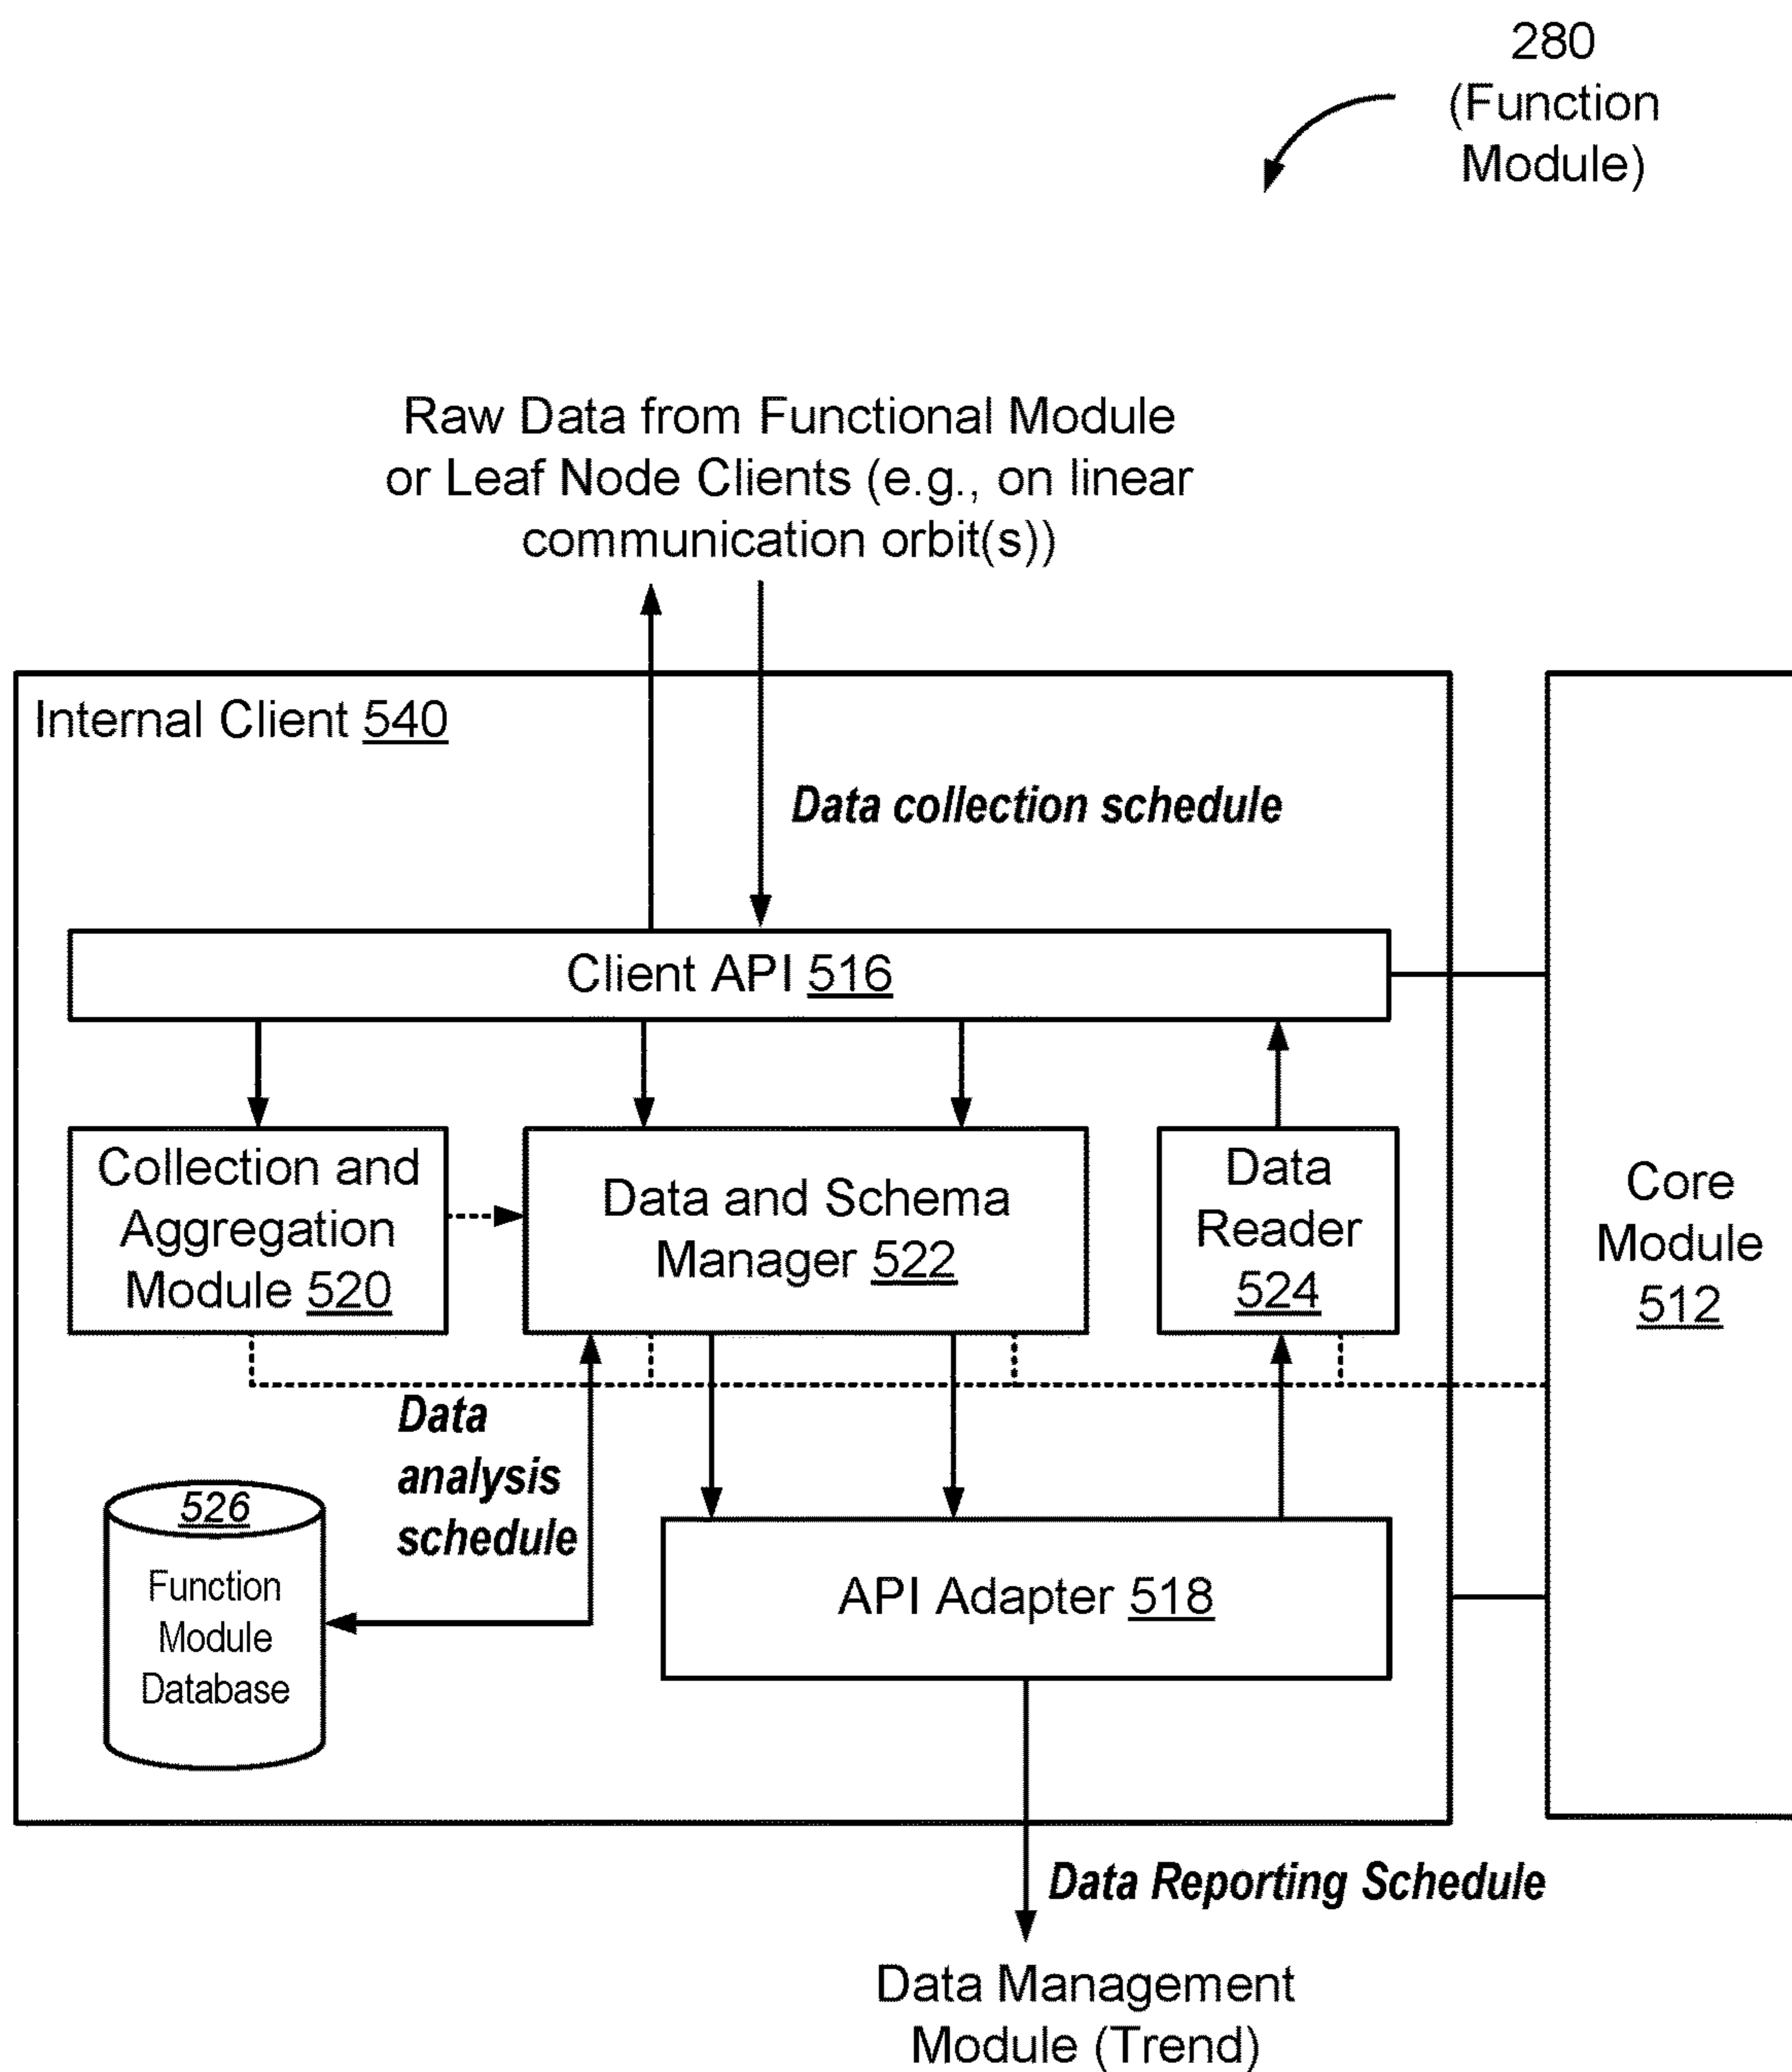 280
(Function
Module)
Raw Data from Functional Module
or Leaf Node Clients (e.g., on linear
communication orbit(s))
Internal Client 540
Data collection schedule
Client API 516
Collection and
Aggregation
Module 520
Data and Schema
Manager 522
Data
Reader
524
Core
Module
512
Data
analysis
schedule
526
Function
Module
Database
API Adapter 518
Data Reporting Schedule
Data Management
Module (Trend)